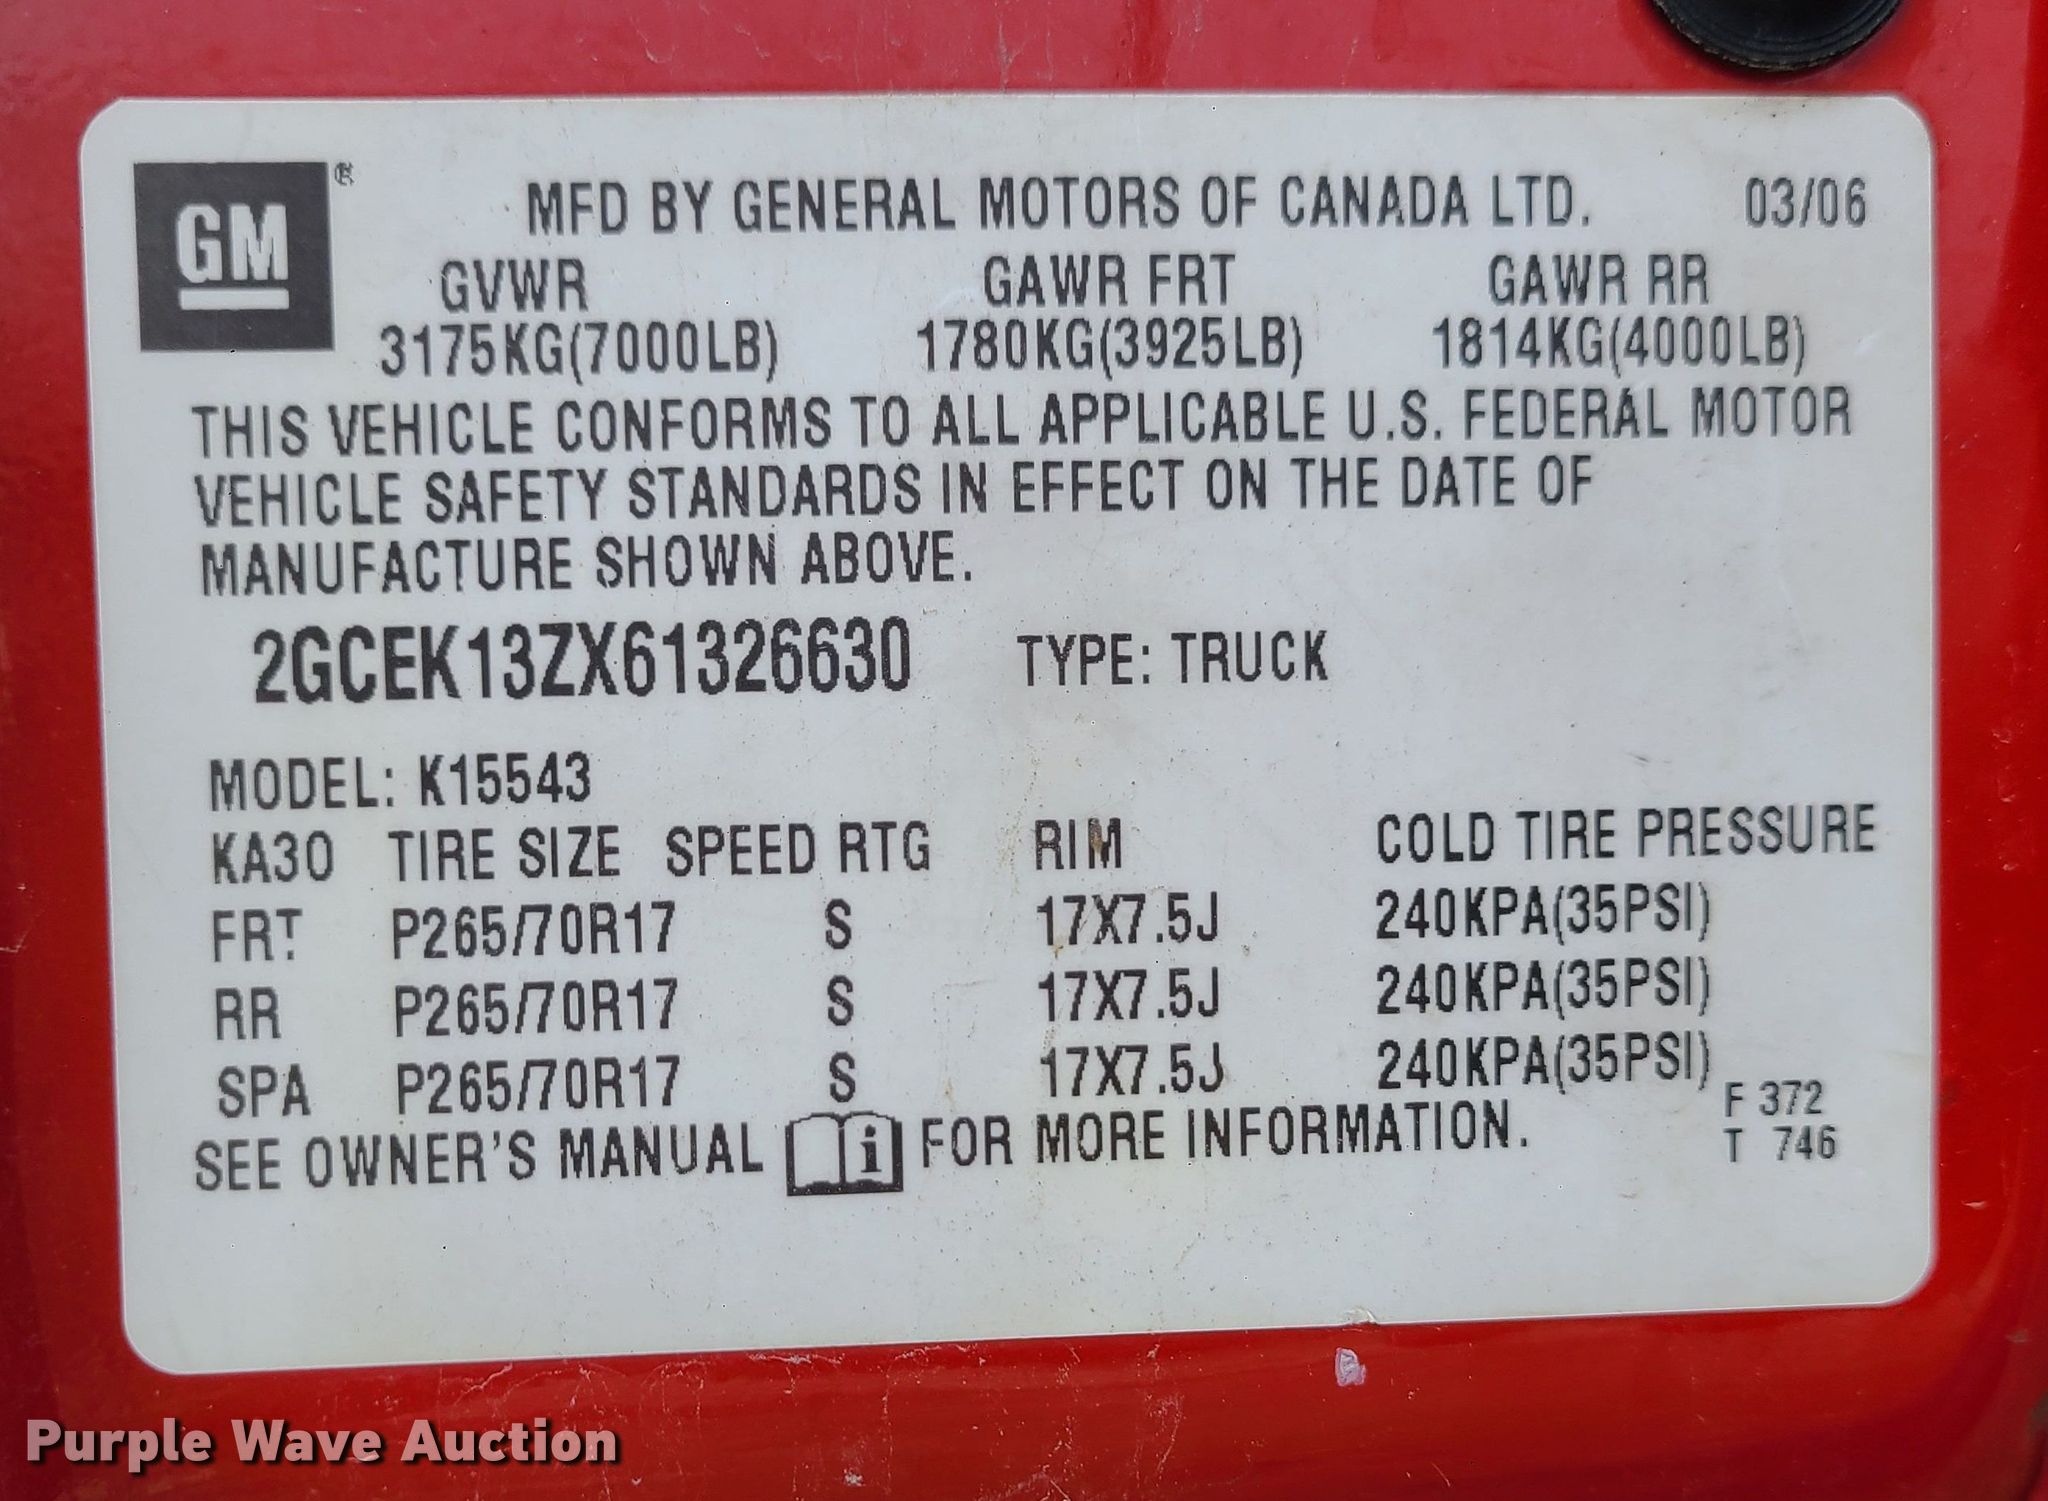 GM ®
MFD BY GENERAL MOTORS OF CANADA LTD. 03/06
GVWR GAWR FRT GAWR RR
3175KG(7000LB) 1780KG(3925LB) 1814KG(4000LB)
THIS VEHICLE CONFORMS TO ALL APPLICABLE U.S. FEDERAL MOTOR
VEHICLE SAFETY STANDARDS IN EFFECT ON THE DATE OF
MANUFACTURE SHOWN ABOVE.
2GCEK13ZX61326630 TYPE: TRUCK
MODEL: K15543
KA30 TIRE SIZE SPEED RTG RIM COLD TIRE PRESSURE
FRT P265/70R17 S 17X7.5J 240KPA(35PSI)
RR P265/70R17 S 17X7.5J 240KPA(35PSI)
SPA P265/70R17 S 17X7.5J 240KPA(35PSI)
SEE OWNER'S MANUAL i FOR MORE INFORMATION.
F 372
T 746
Purple Wave Auction